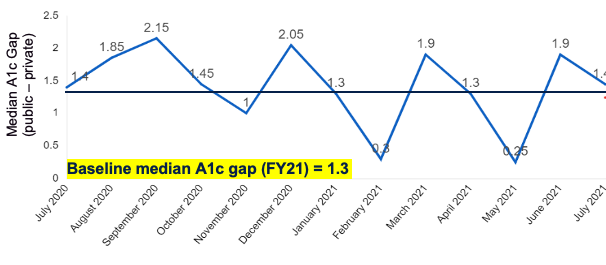 Median A1c Gap
(public – private)
2.5
2
1.5
1
0.5
0
1.4
1.85
2.15
1.45
1
2.05
1.3
0.3
1.9
1.3
0.25
1.9
Baseline median A1c gap (FY21) = 1.3
July 2020
August 2020
September 2020
October 2020
November 2020
December 2020
January 2021
February 2021
March 2021
April 2021
May 2021
June 2021
July 2021